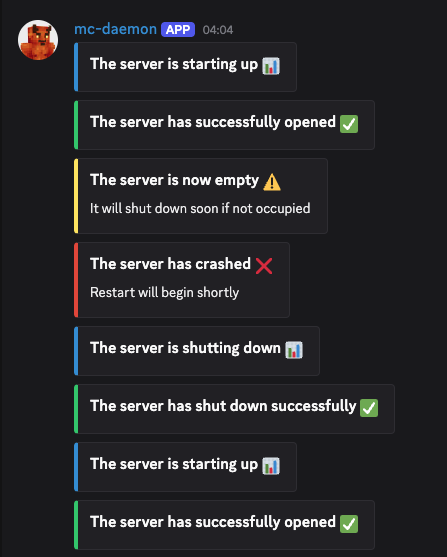 mc-daemon APP 04:04
The server is starting up 📊
The server has successfully opened ✅
The server is now empty ⚠️
It will shut down soon if not occupied
The server has crashed ❌
Restart will begin shortly
The server is shutting down 📊
The server has shut down successfully ✅
The server is starting up 📊
The server has successfully opened ✅